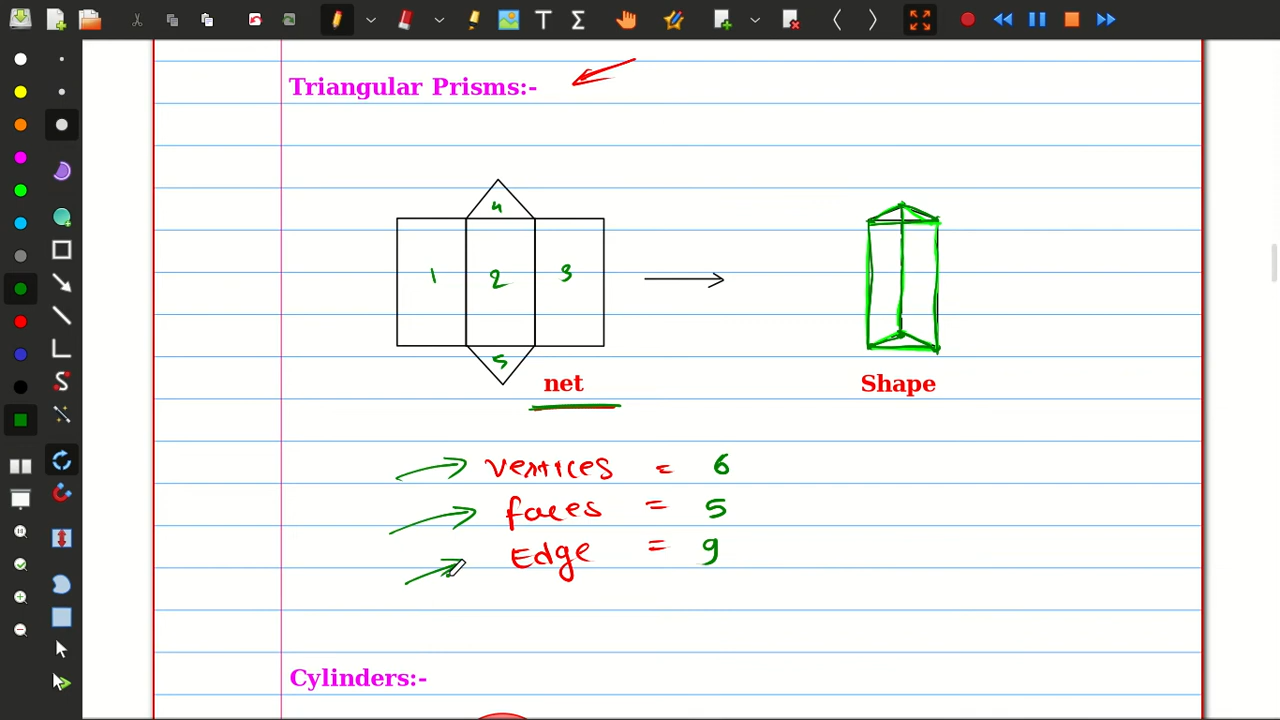 Triangular Prisms:-
4
1 2 3
5
net
Shape
vertices = 6
faces = 5
Edge = 9
Cylinders:-